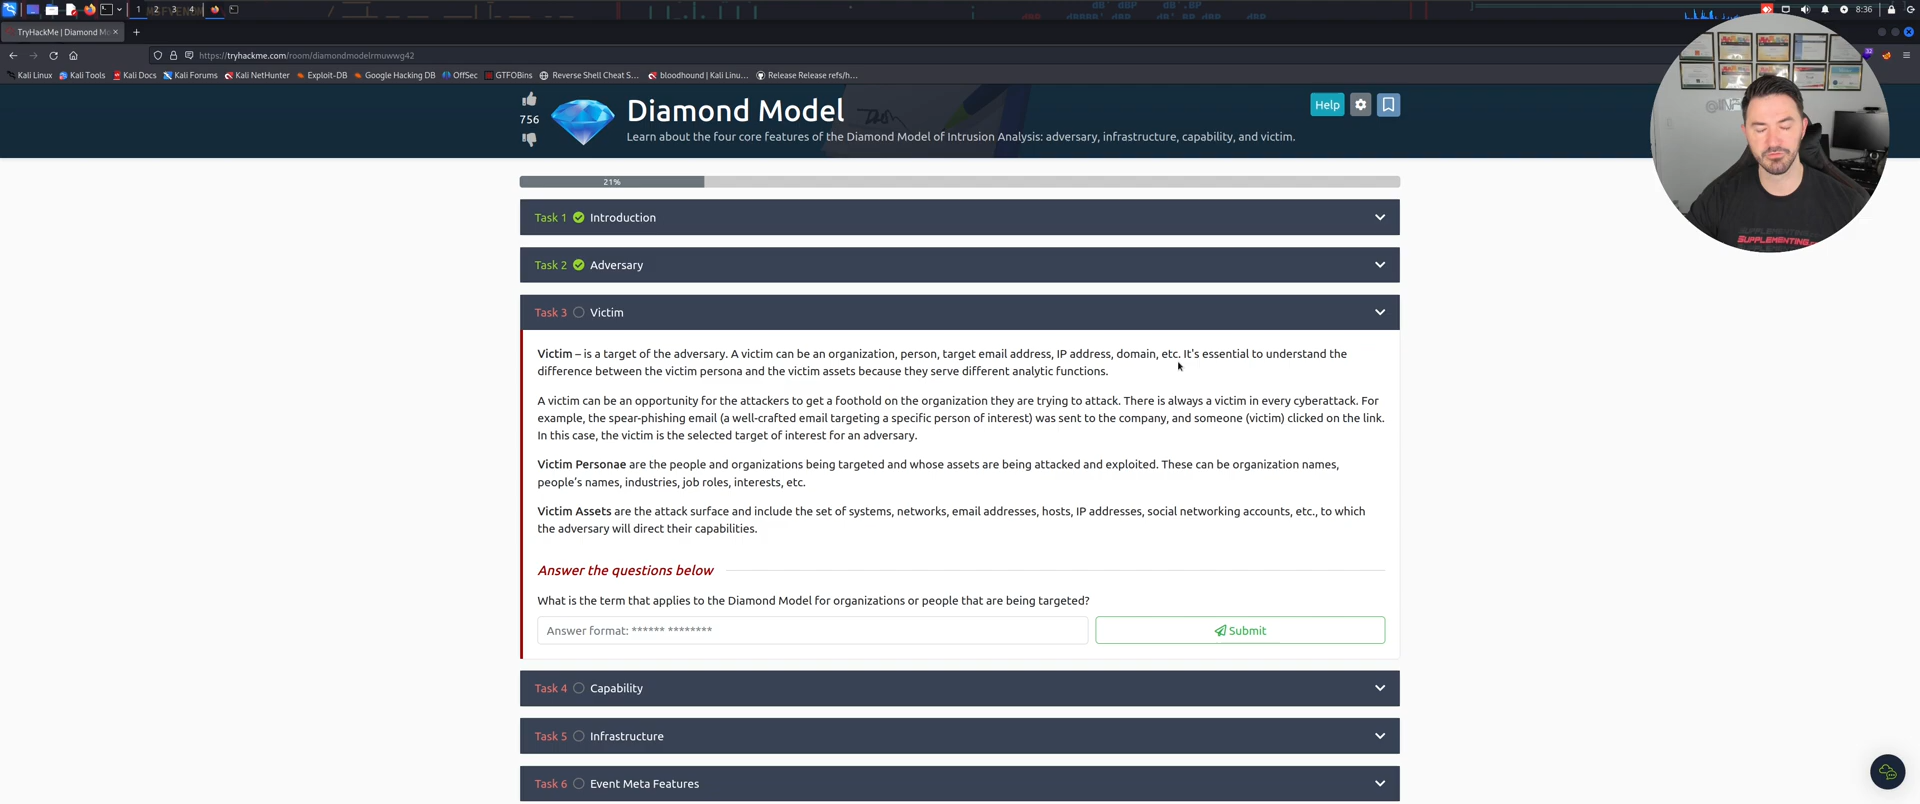 1 2 3 4
8:36
TryHackMe | Diamond Mo
https://tryhackme.com/room/diamondmodelrmuwwg42
32
Kali Linux Kali Tools Kali Docs Kali Forums Kali NetHunter Exploit-DB Google Hacking DB OffSec GTFOBins Reverse Shell Cheat S... bloodhound | Kali Linu... Release Release refs/h...
756
Diamond Model
Learn about the four core features of the Diamond Model of Intrusion Analysis: adversary, infrastructure, capability, and victim.
Help
21%
Task 1 Introduction
Task 2 Adversary
Task 3 Victim
Victim – is a target of the adversary. A victim can be an organization, person, target email address, IP address, domain, etc. It's essential to understand the
difference between the victim persona and the victim assets because they serve different analytic functions.
A victim can be an opportunity for the attackers to get a foothold on the organization they are trying to attack. There is always a victim in every cyberattack. For
example, the spear-phishing email (a well-crafted email targeting a specific person of interest) was sent to the company, and someone (victim) clicked on the link.
In this case, the victim is the selected target of interest for an adversary.
Victim Personae are the people and organizations being targeted and whose assets are being attacked and exploited. These can be organization names,
people's names, industries, job roles, interests, etc.
Victim Assets are the attack surface and include the set of systems, networks, email addresses, hosts, IP addresses, social networking accounts, etc., to which
the adversary will direct their capabilities.
Answer the questions below
What is the term that applies to the Diamond Model for organizations or people that are being targeted?
Answer format: ****** ********
Submit
Task 4 Capability
Task 5 Infrastructure
Task 6 Event Meta Features
SUPPLEMENTING